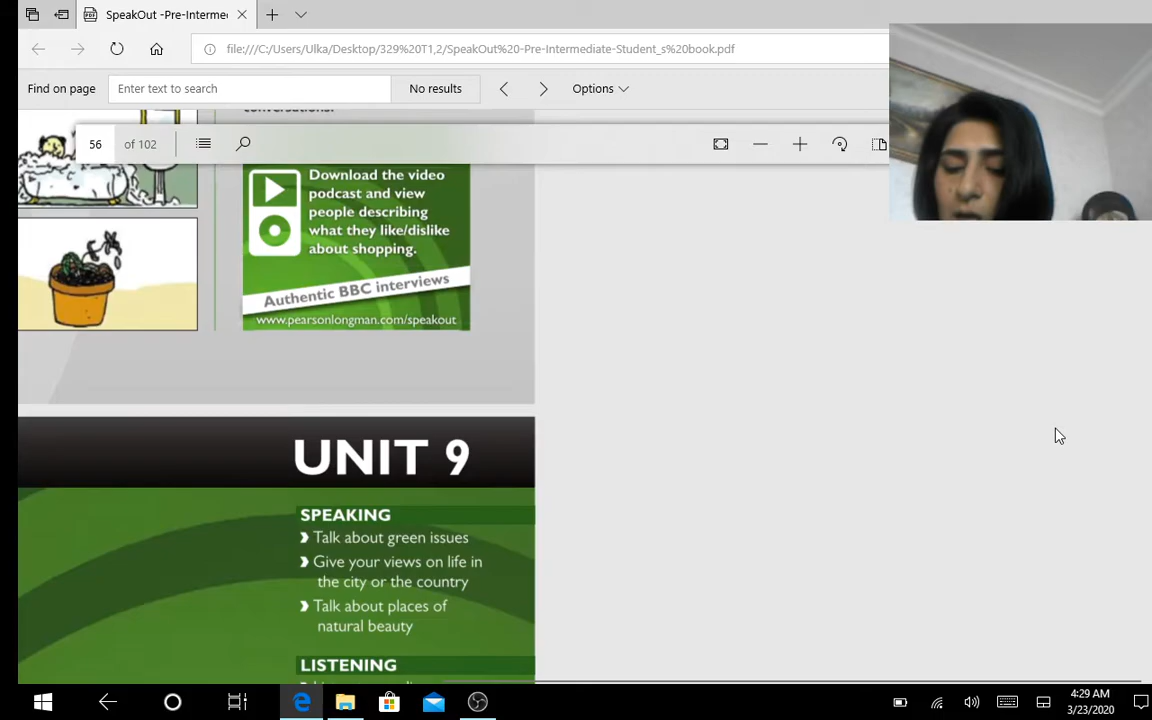 SpeakOut -Pre-Interme
file:///C:/Users/Ulka/Desktop/329%20T1,2/SpeakOut%20-Pre-Intermediate-Student_s%20book.pdf
Find on page
Enter text to search
No results
Options
conversations.
56
of 102
Download the video
podcast and view
people describing
what they like/dislike
about shopping.
Authentic BBC interviews
www.pearsonlongman.com/speakout
UNIT 9
SPEAKING
Talk about green issues
Give your views on life in
the city or the country
Talk about places of
natural beauty
LISTENING
4:29 AM
3/23/2020